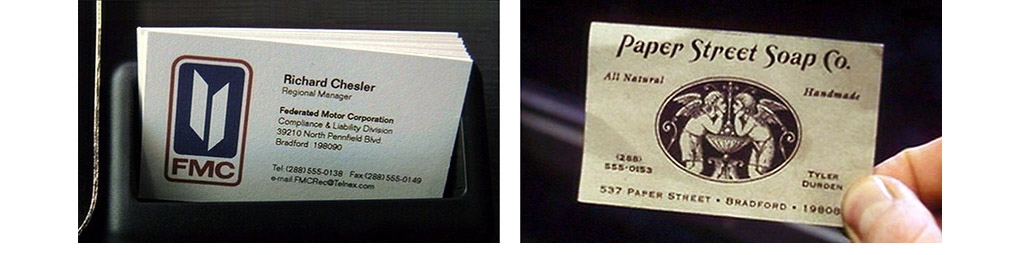 Richard Chesler
Regional Manager
Federated Motor Corporation
Compliance & Liability Division
39210 North Pennfield Blvd.
Bradford 198090
Tel: (288) 555-0138 Fax (288) 555-0149
e-mail: FMCRec@Telnex.com
FMC
Paper Street Soap Co.
All Natural
Handmade
(288)
555-0153
Tyler
Durden
537 Paper Street • Bradford • 19808